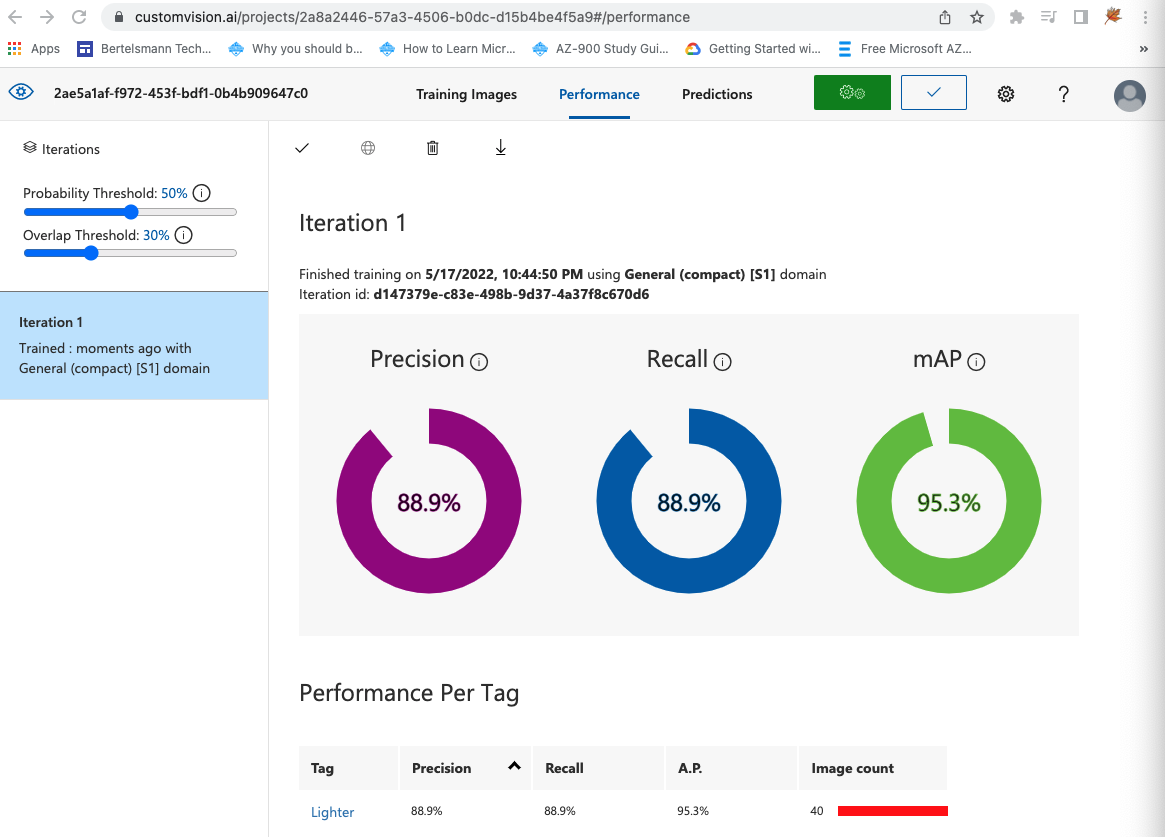 customvision.ai/projects/2a8a2446-57a3-4506-b0dc-d15b4be4f5a9#/performance
Apps Bertelsmann Tech... Why you should b... How to Learn Micr... AZ-900 Study Gui... Getting Started wi... Free Microsoft AZ... »
2ae5a1af-f972-453f-bdf1-0b4b909647c0 Training Images Performance Predictions ?
Iterations
Probability Threshold: 50%
Overlap Threshold: 30%
Iteration 1
Trained : moments ago with
General (compact) [S1] domain
Iteration 1
Finished training on 5/17/2022, 10:44:50 PM using General (compact) [S1] domain
Iteration id: d147379e-c83e-498b-9d37-4a37f8c670d6
Precision Recall mAP
88.9% 88.9% 95.3%
Performance Per Tag
Tag Precision Recall A.P. Image count
Lighter 88.9% 88.9% 95.3% 40